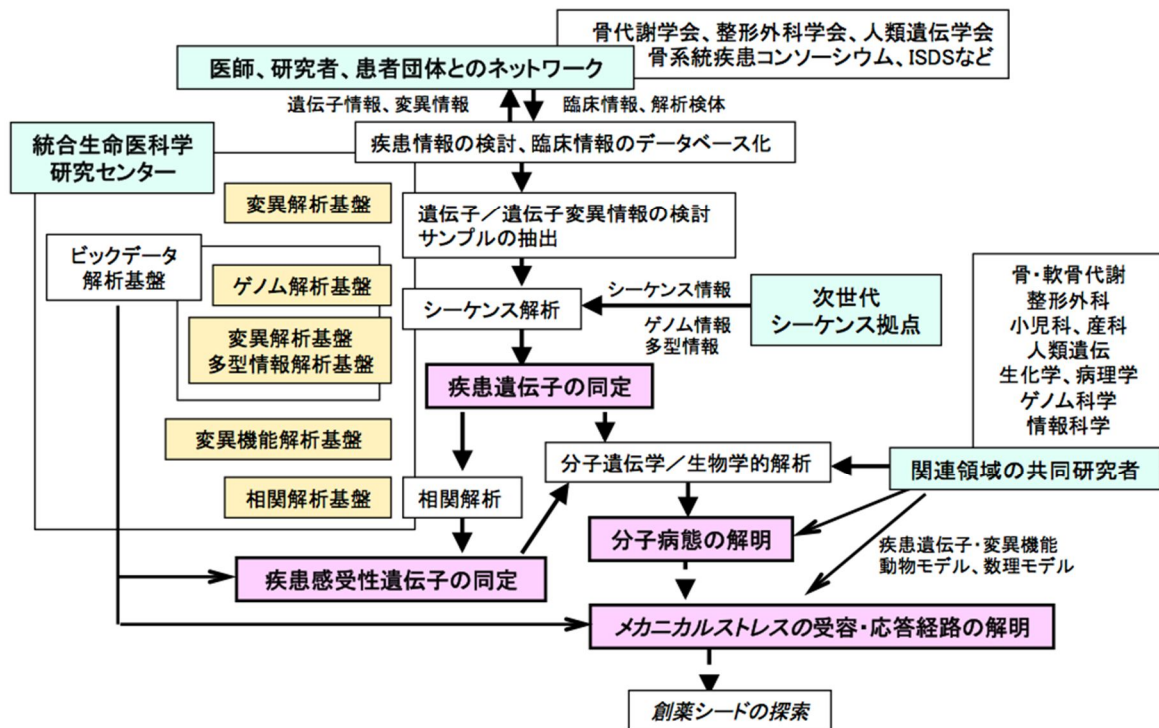 骨代謝学会、整形外科学会、人類遺伝学会
骨系統疾患コンソーシウム、ISDSなど
医師、研究者、患者団体とのネットワーク
遺伝子情報、変異情報
臨床情報、解析検体
統合生命医科学
研究センター
疾患情報の検討、臨床情報のデータベース化
変異解析基盤
遺伝子／遺伝子変異情報の検討
サンプルの抽出
ビックデータ
解析基盤
ゲノム解析基盤
シーケンス解析
シーケンス情報
ゲノム情報
多型情報
次世代
シーケンス拠点
骨・軟骨代謝
整形外科
小児科、産科
人類遺伝
生化学、病理学
ゲノム科学
情報科学
変異解析基盤
多型情報解析基盤
疾患遺伝子の同定
変異機能解析基盤
分子遺伝学／生物学的解析
関連領域の共同研究者
相関解析基盤
相関解析
分子病態の解明
疾患遺伝子・変異機能
動物モデル、数理モデル
疾患感受性遺伝子の同定
メカニカルストレスの受容・応答経路の解明
創薬シードの探索